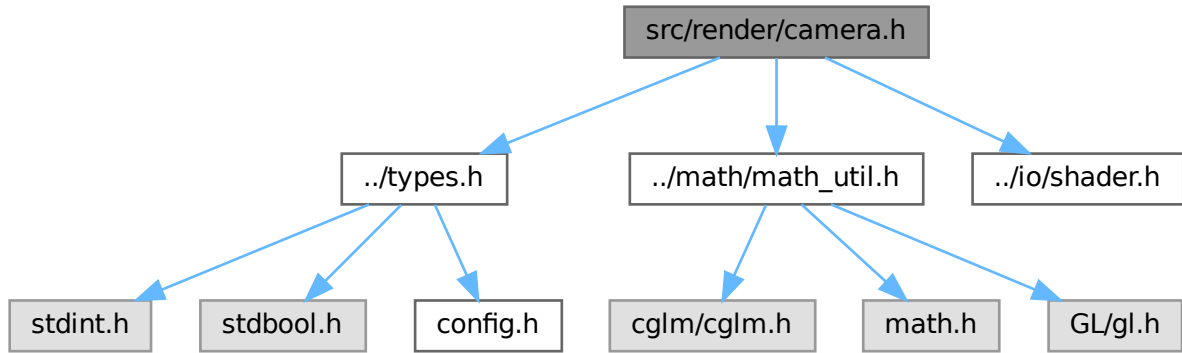 src/render/camera.h
../types.h
../math/math_util.h
../io/shader.h
stdint.h
stdbool.h
config.h
cglm/cglm.h
math.h
GL/gl.h